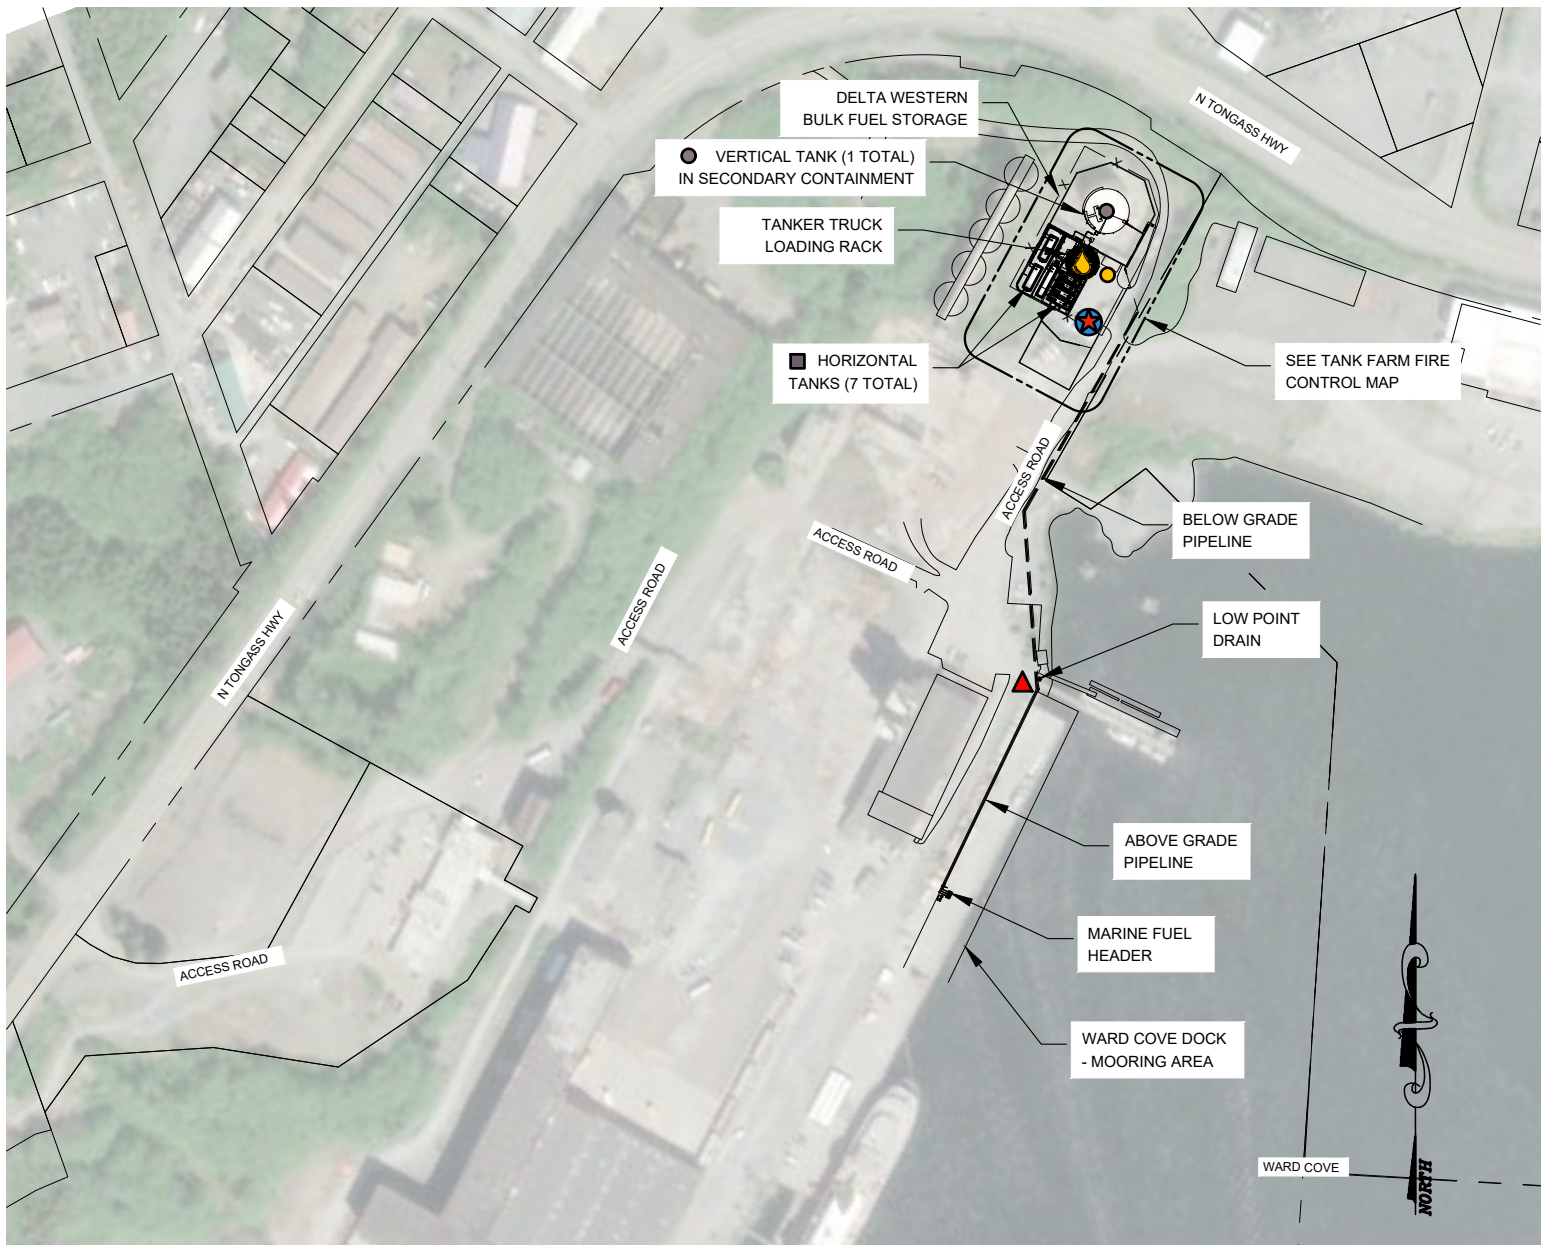 N TONGASS HWY
DELTA WESTERN
BULK FUEL STORAGE
VERTICAL TANK (1 TOTAL)
IN SECONDARY CONTAINMENT
TANKER TRUCK
LOADING RACK
HORIZONTAL
TANKS (7 TOTAL)
SEE TANK FARM FIRE
CONTROL MAP
ACCESS ROAD
BELOW GRADE
PIPELINE
ACCESS ROAD
ACCESS ROAD
LOW POINT
DRAIN
N TONGASS HWY
ABOVE GRADE
PIPELINE
MARINE FUEL
HEADER
ACCESS ROAD
WARD COVE DOCK
- MOORING AREA
WARD COVE
NORTH